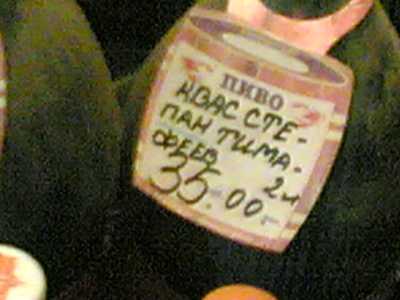 ПИВО
КВАС СТЕ-
ПАН ТИМА-
ФЕЕВ 2л
35.00.